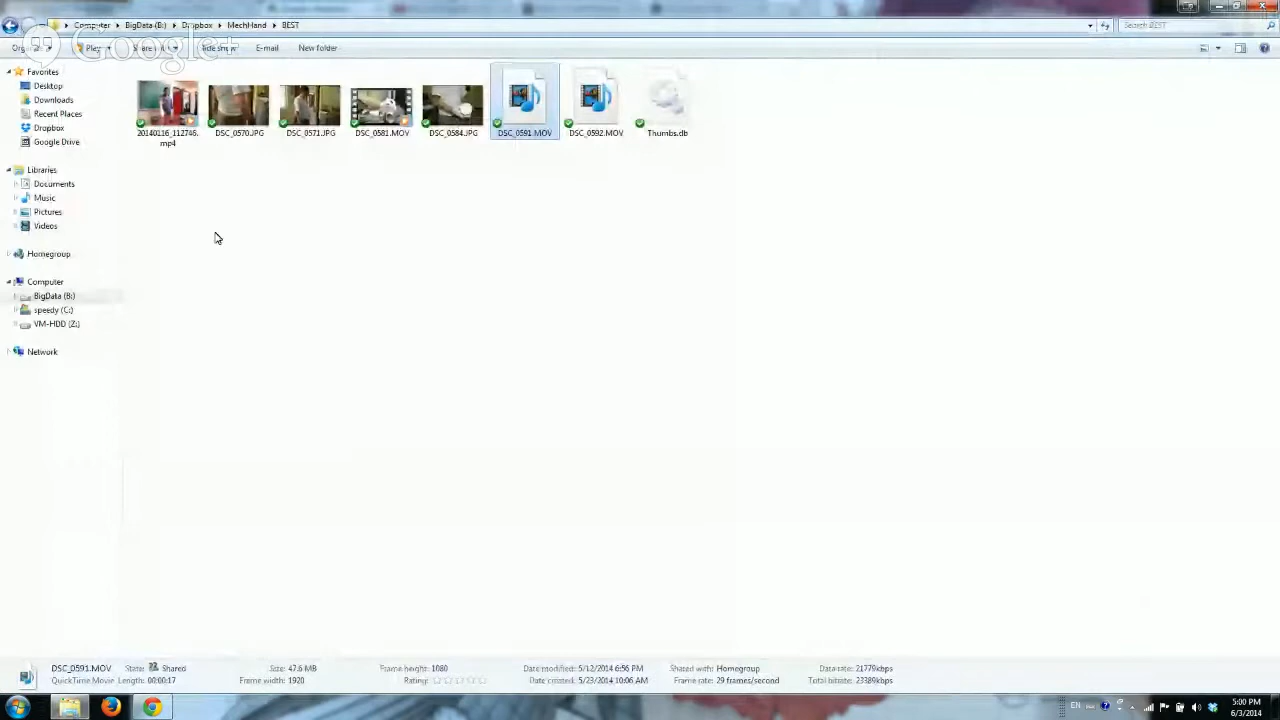 Computer ▸ BigData (B:) ▸ Dropbox ▸ MechHand ▸ BEST
Search BEST
Google+
Play
E-mail
New folder
Favorites
Desktop
Downloads
Recent Places
Dropbox
Google Drive
Libraries
Documents
Music
Pictures
Videos
Homegroup
Computer
BigData (B:)
speedy (C:)
VM-HDD (Z:)
Network
20140116_112746.
mp4
DSC_0570.JPG
DSC_0571.JPG
DSC_0581.MOV
DSC_0584.JPG
DSC_0591.MOV
DSC_0592.MOV
Thumbs.db
DSC_0591.MOV State: Shared Size: 47.6 MB Frame height: 1080 Date modified: 5/12/2014 6:56 PM Shared with: Homegroup Data rate: 21779kbps
QuickTime Movie Length: 00:00:17 Frame width: 1920 Rating: Date created: 5/23/2014 10:06 AM Frame rate: 29 frames/second Total bitrate: 23389kbps
EN
5:00 PM
6/3/2014